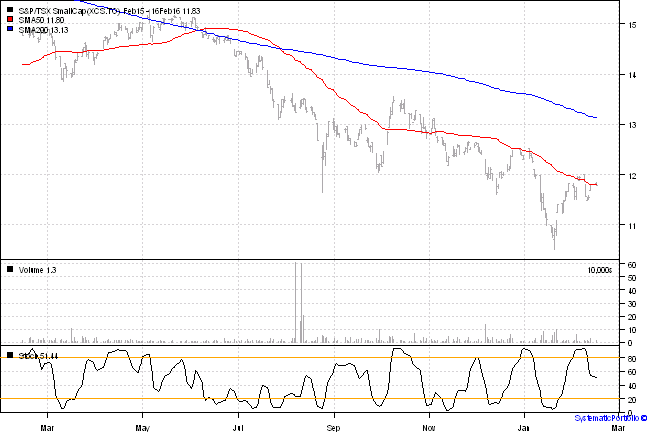 S&P/TSX SmallCap(XCS.TO) Feb15 - 16Feb16 11.83
SMA50 11.80
SMA200 13.13
15
14
13
12
11
Volume 1.3
10,000s
60
50
40
30
20
10
0
Stoch 51.44
80
60
40
20
0
Mar
May
Jul
Sep
Nov
Jan
Mar
SystematicPortfolio ©